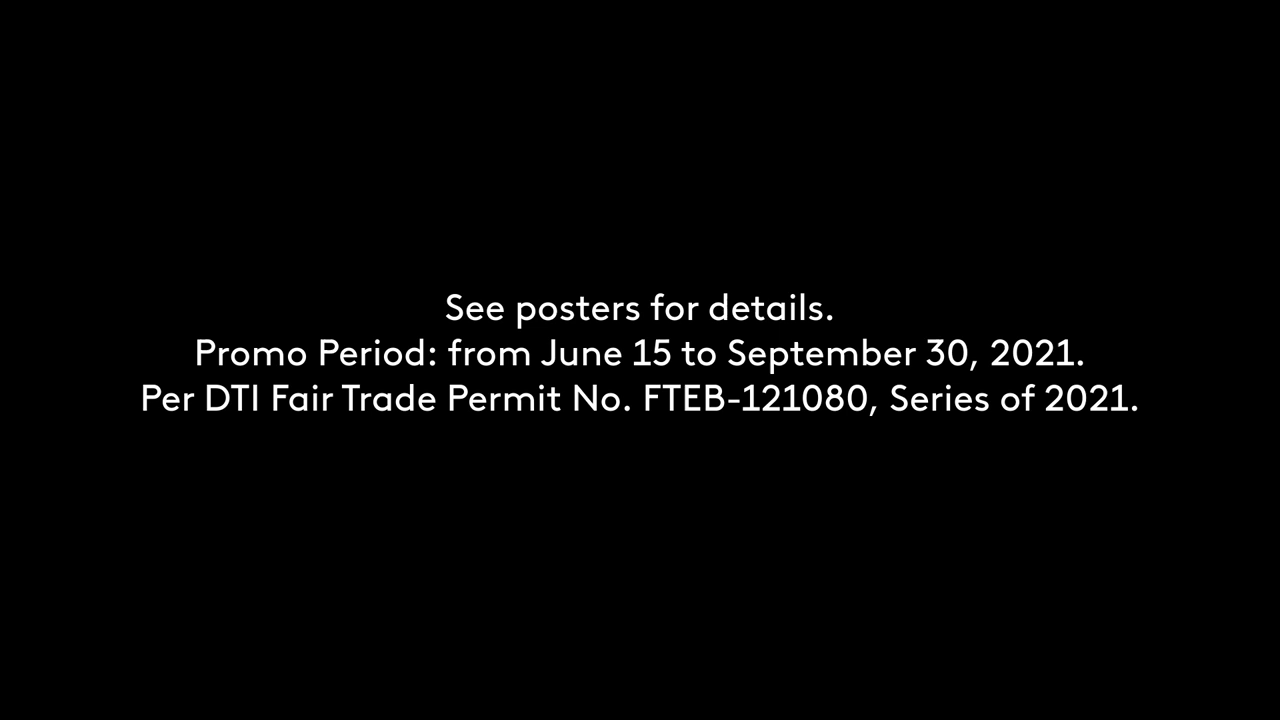 See posters for details.
Promo Period: from June 15 to September 30, 2021.
Per DTI Fair Trade Permit No. FTEB-121080, Series of 2021.